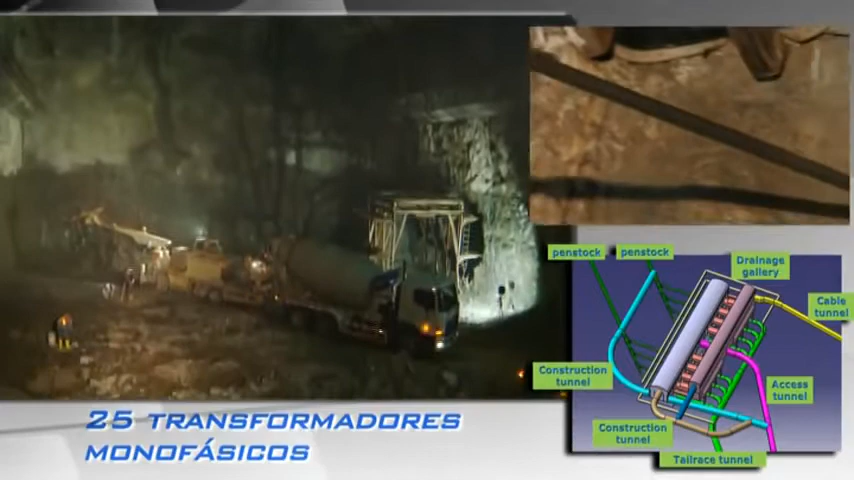 penstock
penstock
Drainage
gallery
Cable
tunnel
Construction
tunnel
Access
tunnel
Construction
tunnel
Tailrace tunnel
25 TRANSFORMADORES
MONOFÁSICOS